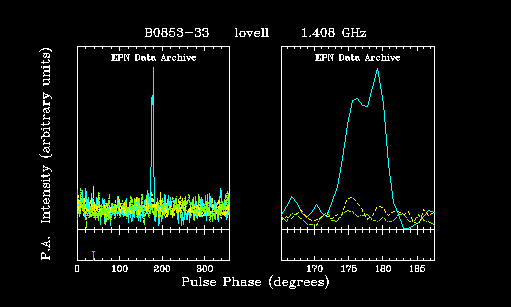 B0853-33 lovell 1.408 GHz
EPN Data Archive EPN Data Archive
P.A. Intensity (arbitrary units)
0 100 200 300 170 175 180 185
Pulse Phase (degrees)